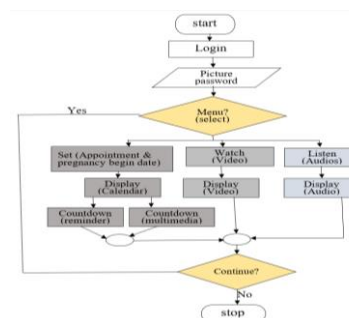 start
Login
Picture
password
Yes
Menu?
(select)
Set (Appointment &
pregnancy begin date)
Watch
(Video)
Listen
(Audios)
Display
(Calendar)
Display
(Video)
Display
(Audio)
Countdown
(reminder)
Countdown
(multimedia)
Continue?
No
stop